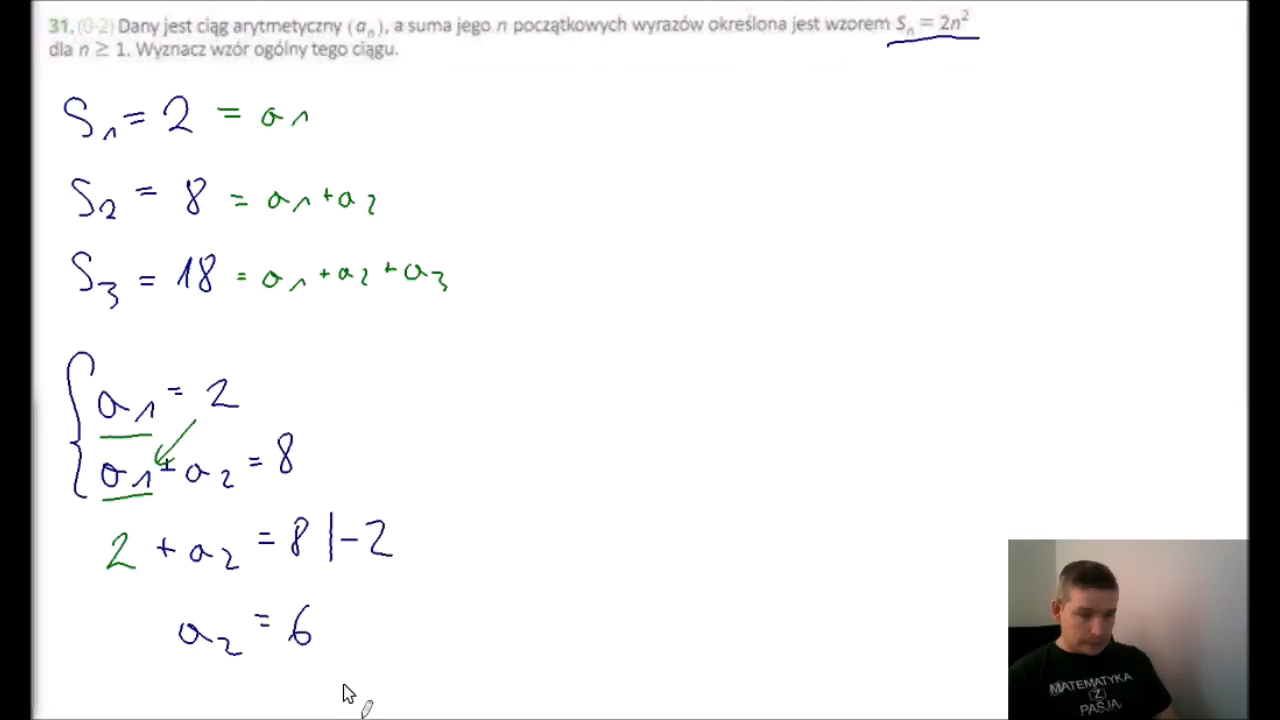 31. (0-2) Dany jest ciąg arytmetyczny (aₙ), a suma jego n początkowych wyrazów określona jest wzorem Sₙ = 2n²
dla n ≥ 1. Wyznacz wzór ogólny tego ciągu.
S₁ = 2 = a₁
S₂ = 8 = a₁ + a₂
S₃ = 18 = a₁ + a₂ + a₃
{ a₁ = 2
a₁ + a₂ = 8
2 + a₂ = 8 | - 2
a₂ = 6
MATEMATYKA
Z
PASJĄ